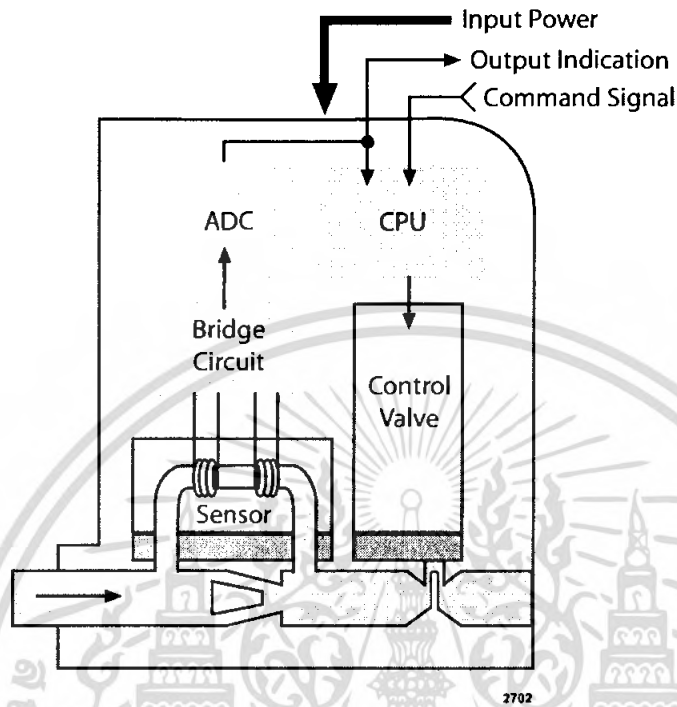 Input Power
Output Indication
Command Signal
ADC
CPU
Bridge
Circuit
Control
Valve
Sensor
2702